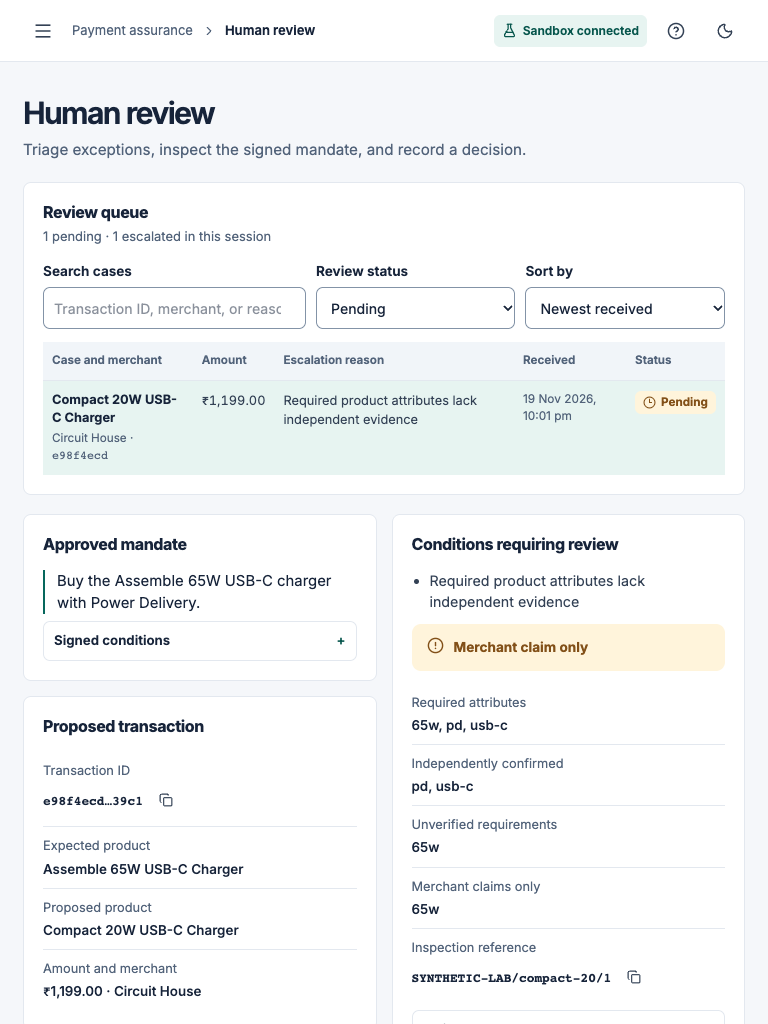 Payment assurance > Human review
Sandbox connected
Human review
Triage exceptions, inspect the signed mandate, and record a decision.
Review queue
1 pending · 1 escalated in this session
Search cases
Review status
Sort by
Transaction ID, merchant, or reasc
Pending
Newest received
Case and merchant
Amount
Escalation reason
Received
Status
Compact 20W USB-
C Charger
Circuit House ·
e98f4ecd
₹1,199.00
Required product attributes lack
independent evidence
19 Nov 2026,
10:01 pm
Pending
Approved mandate
Buy the Assemble 65W USB-C charger
with Power Delivery.
Signed conditions +
Proposed transaction
Transaction ID
e98f4ecd…39c1
Expected product
Assemble 65W USB-C Charger
Proposed product
Compact 20W USB-C Charger
Amount and merchant
₹1,199.00 · Circuit House
Conditions requiring review
• Required product attributes lack
independent evidence
Merchant claim only
Required attributes
65w, pd, usb-c
Independently confirmed
pd, usb-c
Unverified requirements
65w
Merchant claims only
65w
Inspection reference
SYNTHETIC-LAB/compact-20/1